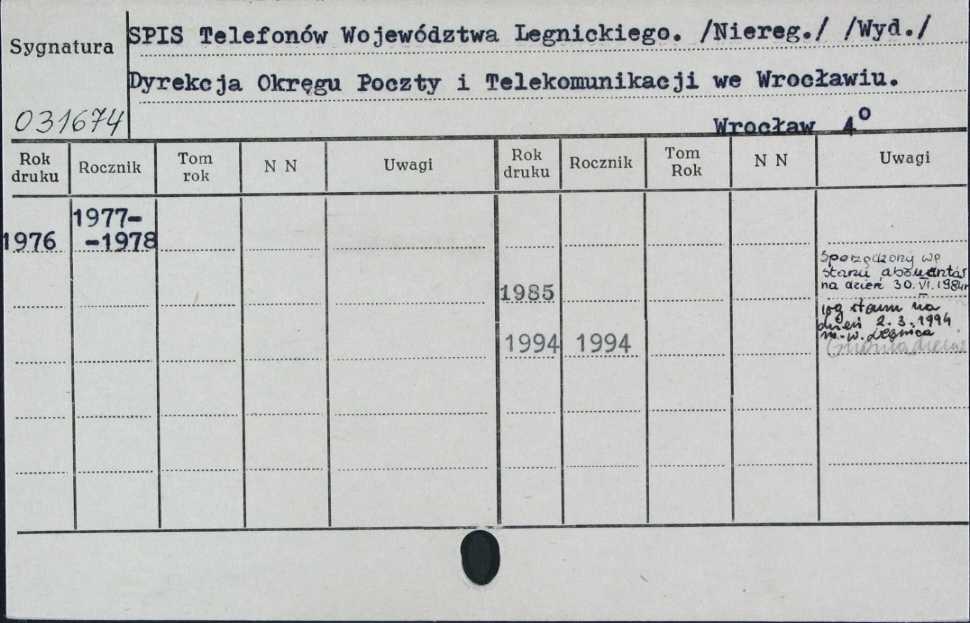 Sygnatura
SPIS Telefonów Województwa Legnickiego. /Niereg./ /Wyd./
Dyrekcja Okręgu Poczty i Telekomunikacji we Wrocławiu.
031674
Wrocław 4º
Rok druku Rocznik Tom rok N N Uwagi Rok druku Rocznik Tom Rok N N Uwagi
1976 1977-
-1978
1985 Sporządzony wg
stanu abonentów
na dzień 30.VI.1984r
1994 1994 wg stanu na
dzień 2.3.1994
m.w. Legnica